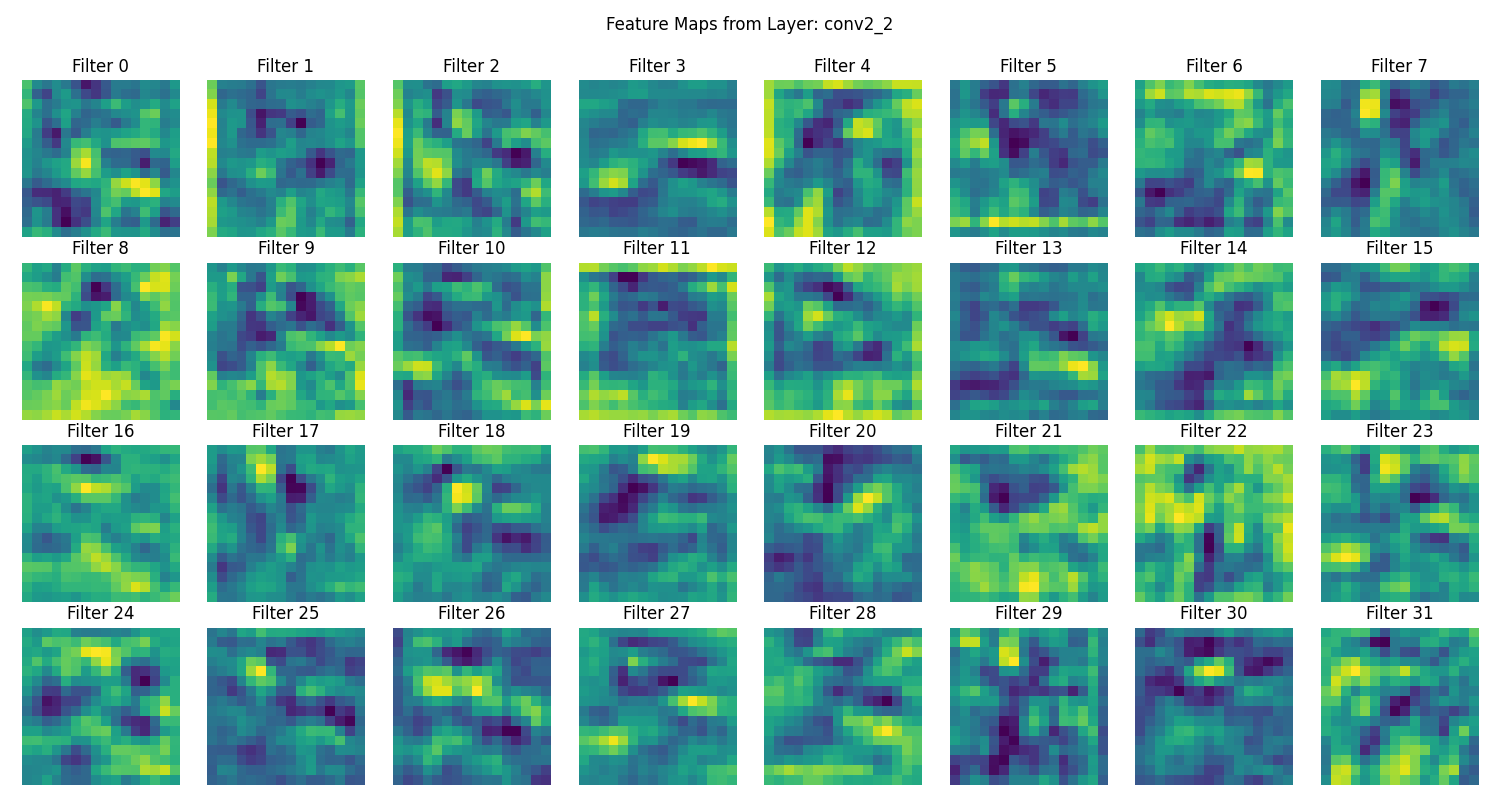 Feature Maps from Layer: conv2_2
Filter 0 Filter 1 Filter 2 Filter 3 Filter 4 Filter 5 Filter 6 Filter 7
Filter 8 Filter 9 Filter 10 Filter 11 Filter 12 Filter 13 Filter 14 Filter 15
Filter 16 Filter 17 Filter 18 Filter 19 Filter 20 Filter 21 Filter 22 Filter 23
Filter 24 Filter 25 Filter 26 Filter 27 Filter 28 Filter 29 Filter 30 Filter 31